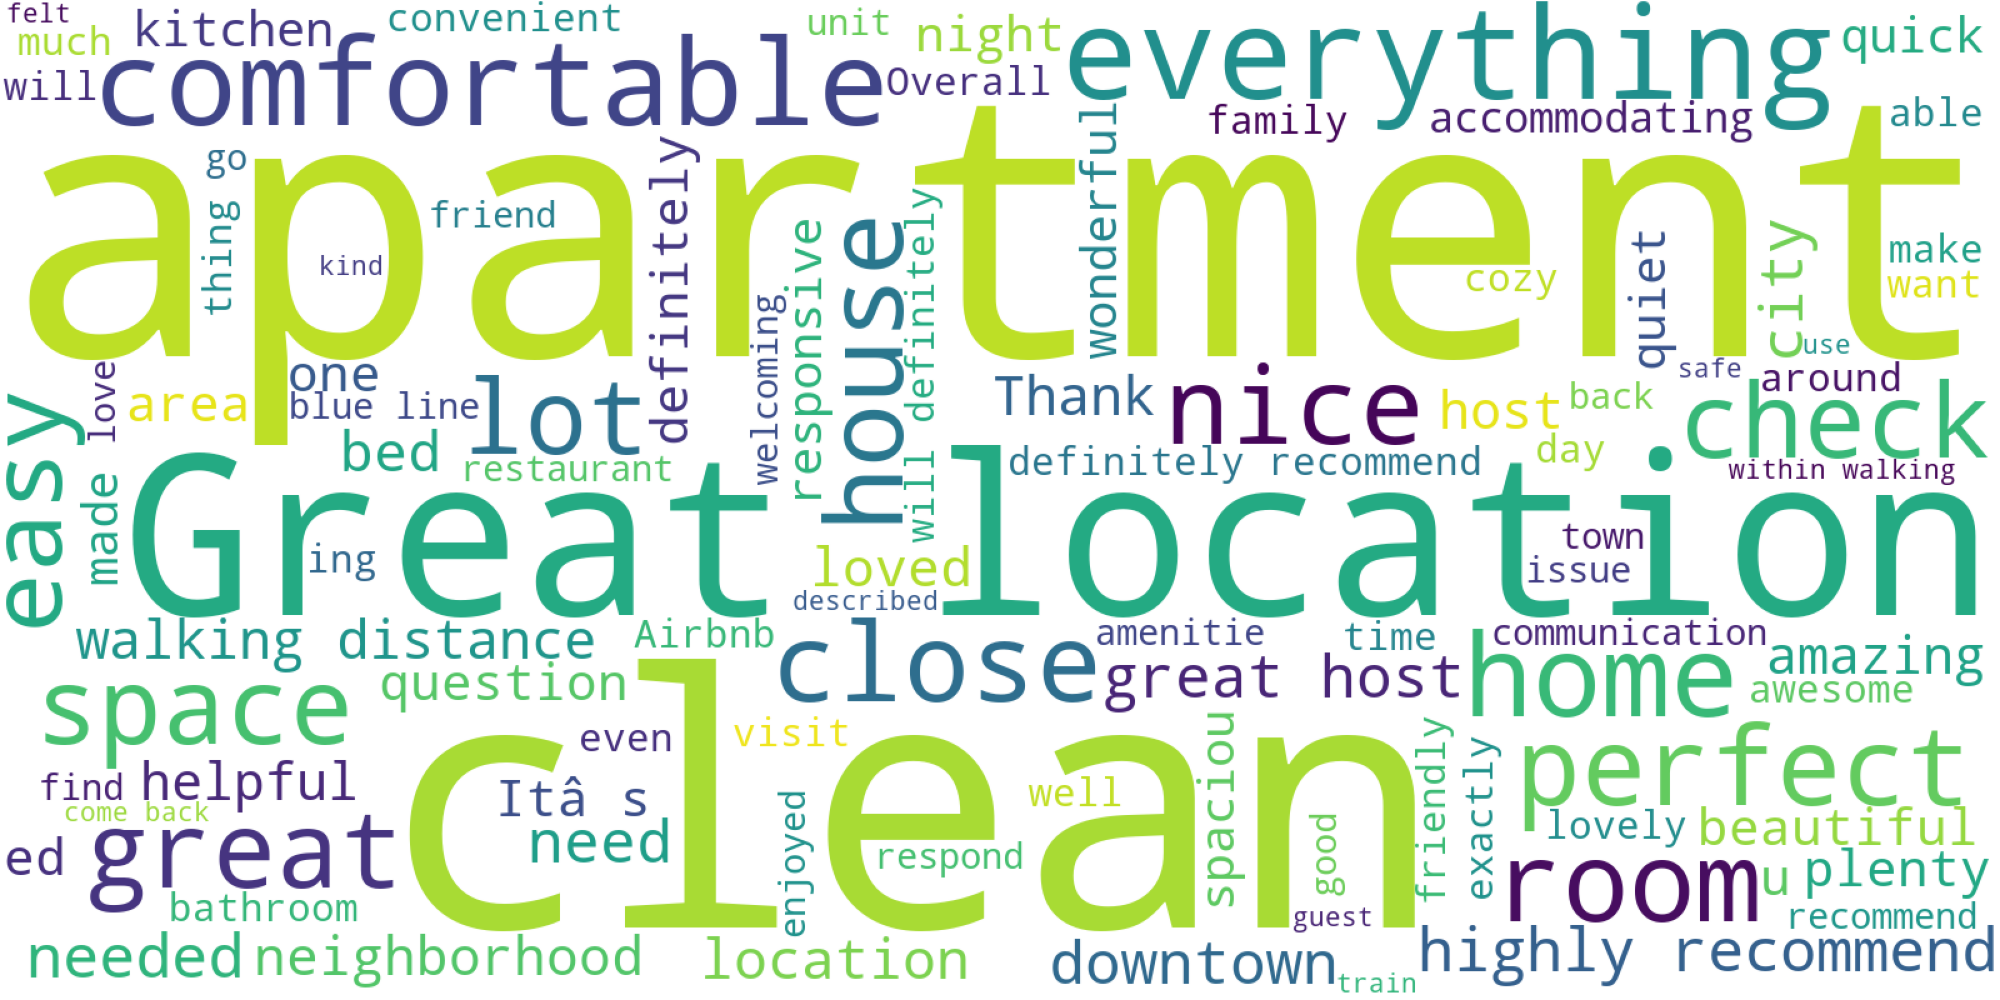 felt
much
will
kitchen
convenient
comfortable
unit
night
Overall
everything
quick
family
accommodating
able
apartment
go
thing
kind
friend
definitely
welcoming
responsive
house
will definitely
wonderful
cozy
quiet
city
make
want
use
safe
around
easy
love
area
one
blue line
lot
bed
restaurant
Thank
nice
host
back
check
day
definitely recommend
within walking
made
Great location
ing
loved
described
town
issue
walking distance
Airbnb
close
amenitie
time
communication
great host
home
amazing
awesome
space
question
even
visit
clean
find
helpful
come back
Itâ s
need
enjoyed
well
respond
spaciou
good
guest
friendly
exactly
perfect
lovely
beautiful
ed
great
room
u
plenty
bathroom
recommend
needed
neighborhood
location
downtown
train
highly recommend